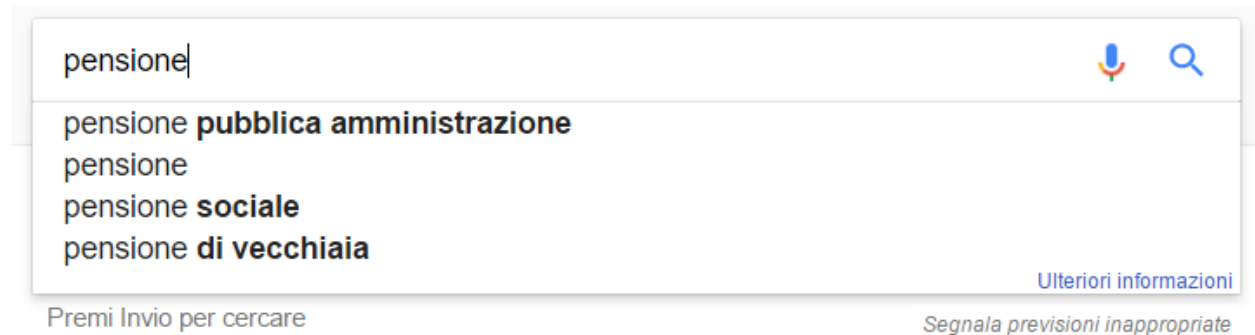 pensione
pensione pubblica amministrazione
pensione
pensione sociale
pensione di vecchiaia
Ulteriori informazioni
Premi Invio per cercare
Segnala previsioni inappropriate